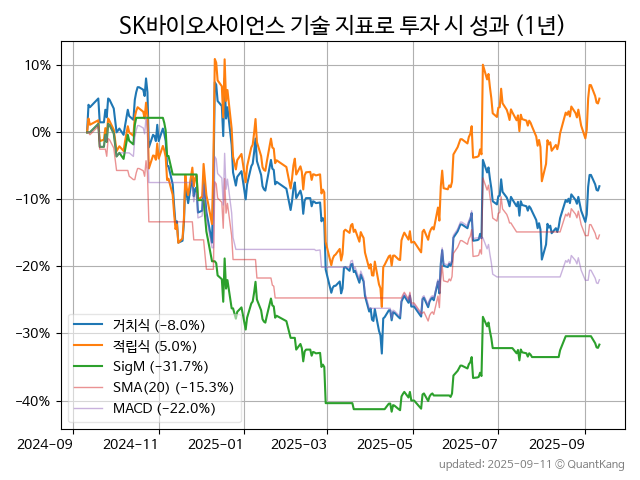 SK바이오사이언스 기술 지표로 투자 시 성과 (1년)
10%
0%
−10%
−20%
−30%
−40%
거치식 (−8.0%)
적립식 (5.0%)
SigM (−31.7%)
SMA(20) (−15.3%)
MACD (−22.0%)
2024-09 2024-11 2025-01 2025-03 2025-05 2025-07 2025-09
updated: 2025-09-11 © QuantKang